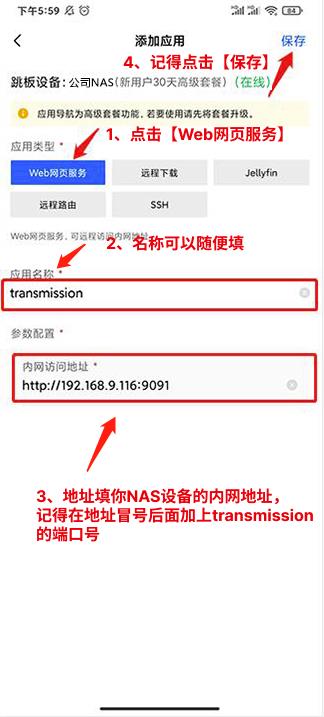 下午5:59
84
添加应用
保存
4、记得点击【保存】
跳板设备：公司NAS(新用户30天高级套餐)（在线）
应用导航为高级套餐功能，若要使用请先将套餐升级。
1、点击【Web网页服务】
应用类型 *
Web网页服务
远程下载
Jellyfin
远程路由
SSH
Web网页服务，可远程访问内网地址
2、名称可以随便填
应用名称 *
transmission
参数配置 *
内网访问地址 *
http://192.168.9.116:9091
3、地址填你NAS设备的内网地址，
记得在地址冒号后面加上transmission
的端口号